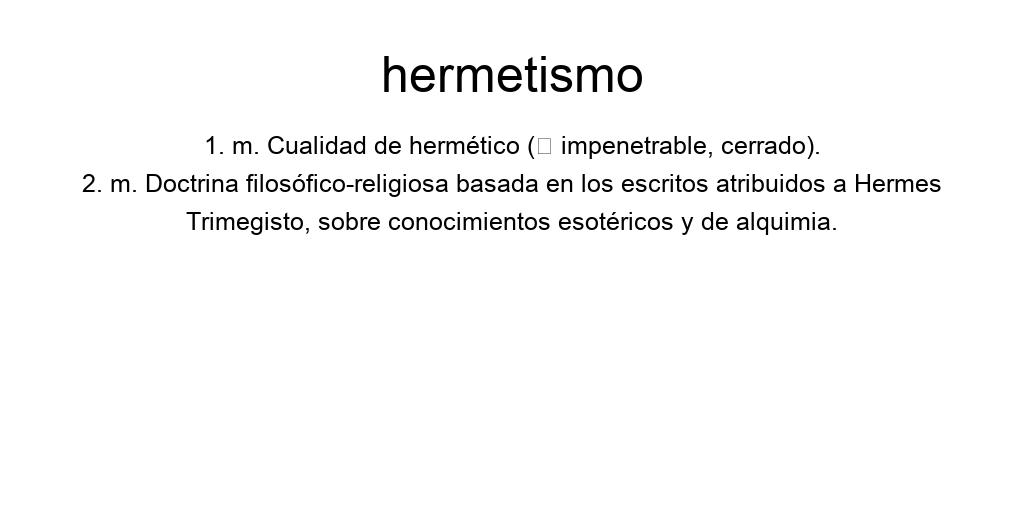 hermetismo
1. m. Cualidad de hermético (▯ impenetrable, cerrado).
2. m. Doctrina filosófico-religiosa basada en los escritos atribuidos a Hermes
Trimegisto, sobre conocimientos esotéricos y de alquimia.